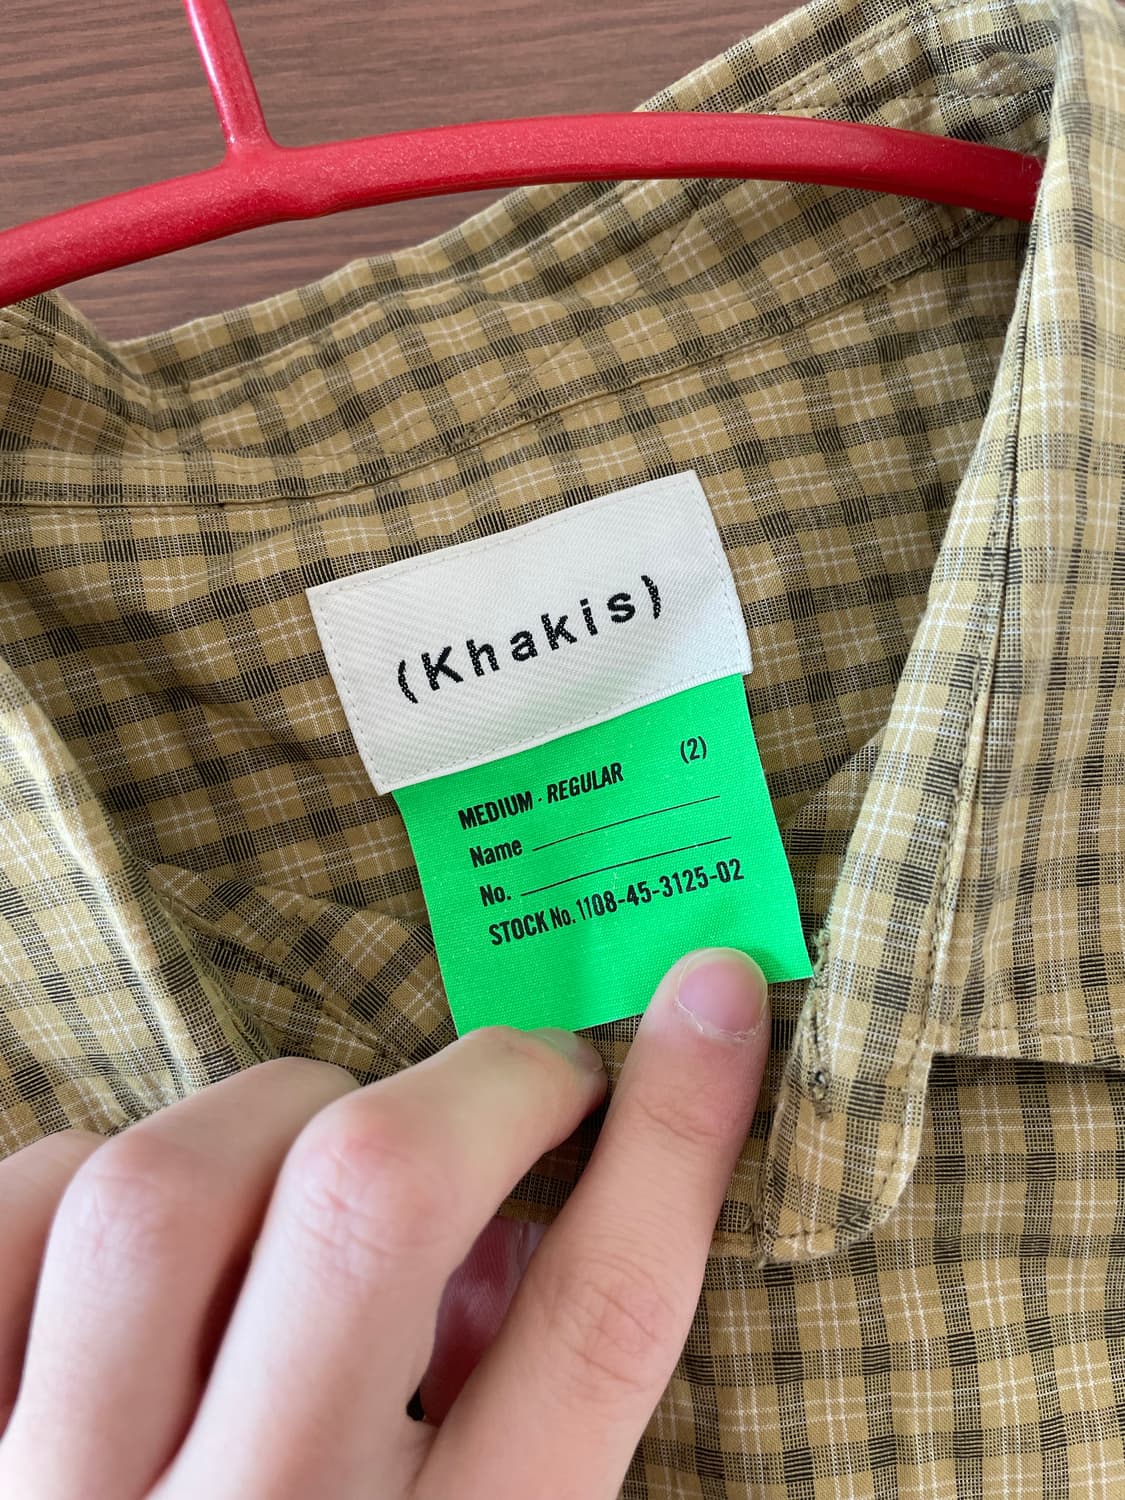 (Khakis)
MEDIUM · REGULAR (2)
Name
No.
STOCK No. 1108-45-3125-02